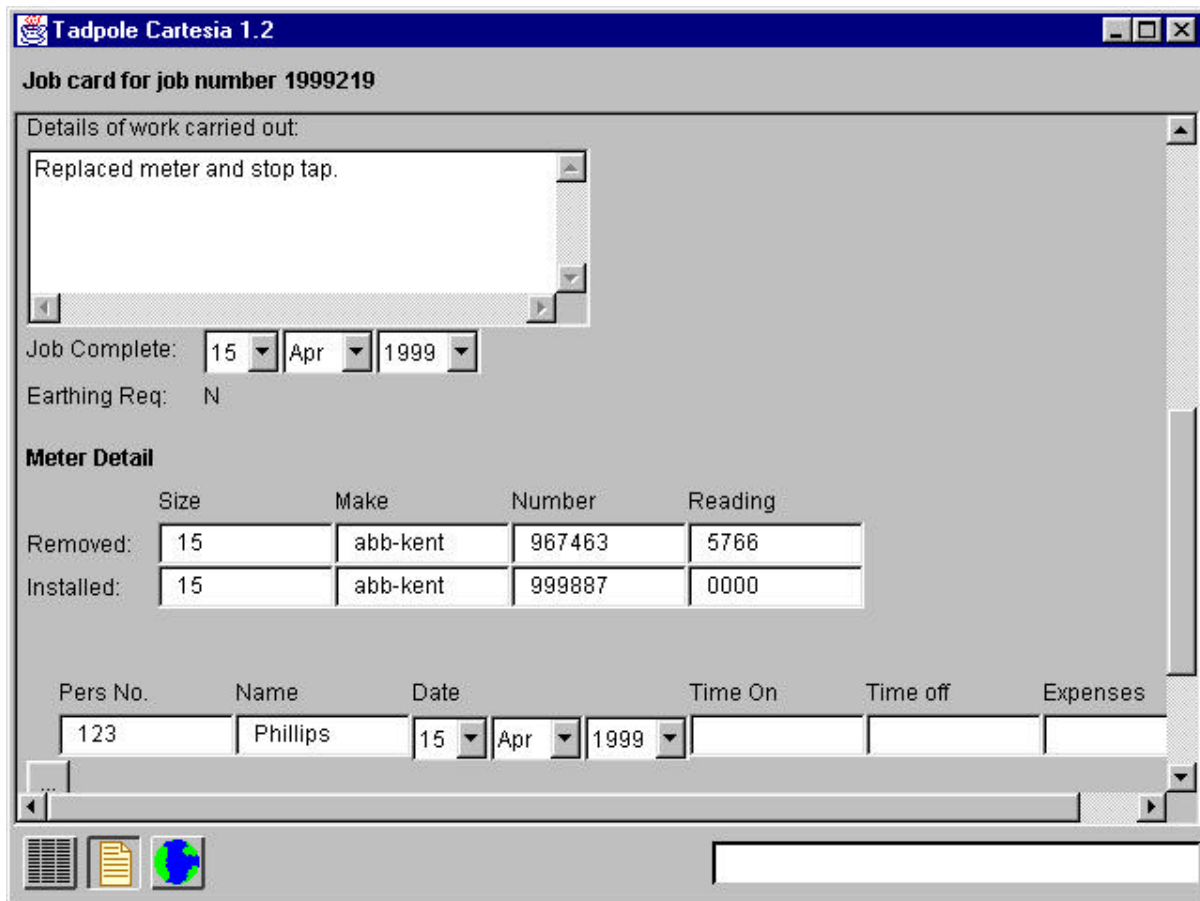 Tadpole Cartesia 1.2
Job card for job number 1999219
Details of work carried out:
Replaced meter and stop tap.
Job Complete: 15 Apr 1999
Earthing Req: N
Meter Detail
Size Make Number Reading
Removed: 15 abb-kent 967463 5766
Installed: 15 abb-kent 999887 0000
Pers No. Name Date Time On Time off Expenses
123 Phillips 15 Apr 1999
...